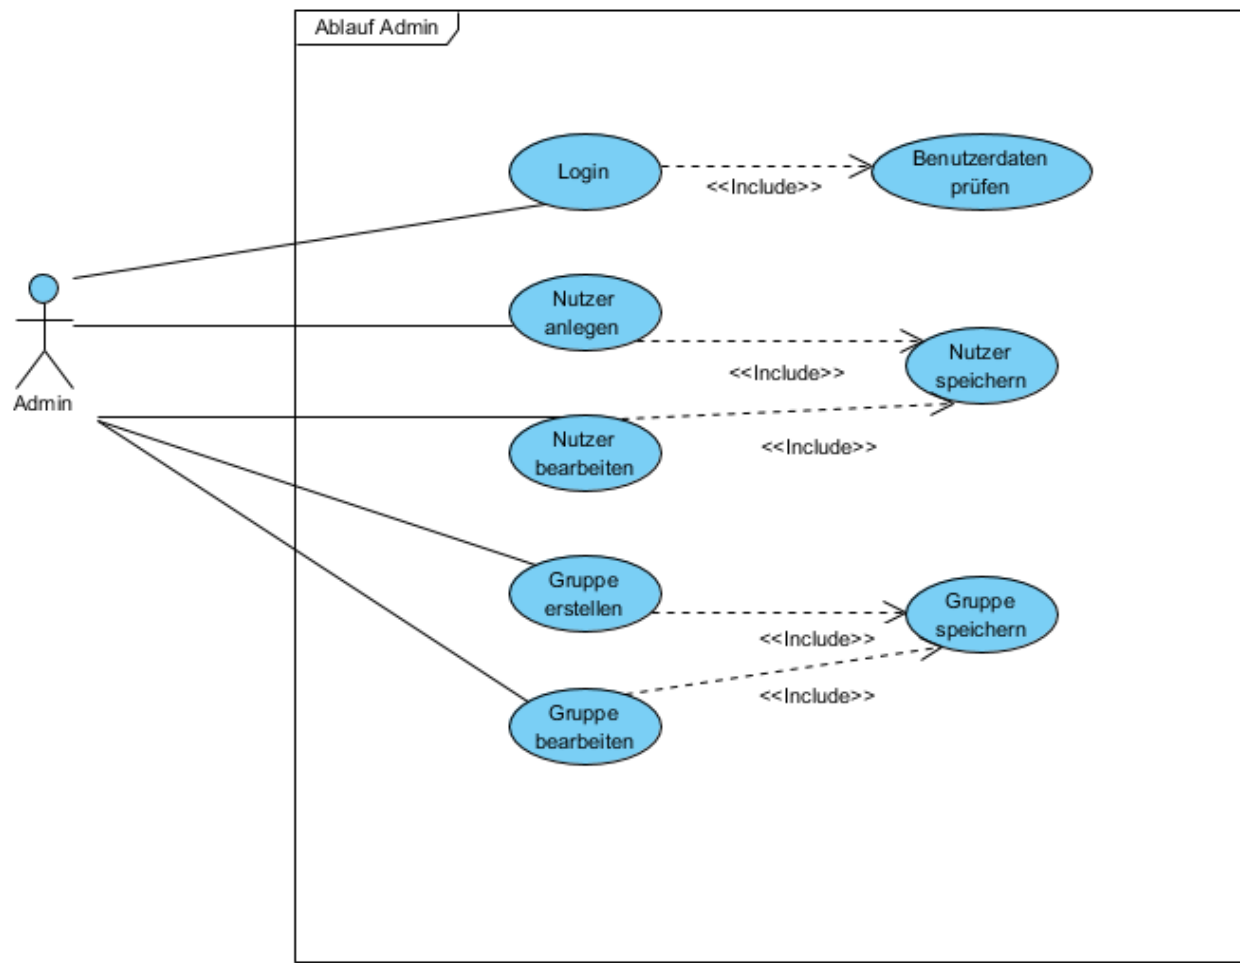 Ablauf Admin
Login
<<Include>>
Benutzerdaten
prüfen
Nutzer
anlegen
<<Include>>
Nutzer
speichern
Admin
Nutzer
bearbeiten
<<Include>>
Gruppe
erstellen
<<Include>>
Gruppe
speichern
Gruppe
bearbeiten
<<Include>>